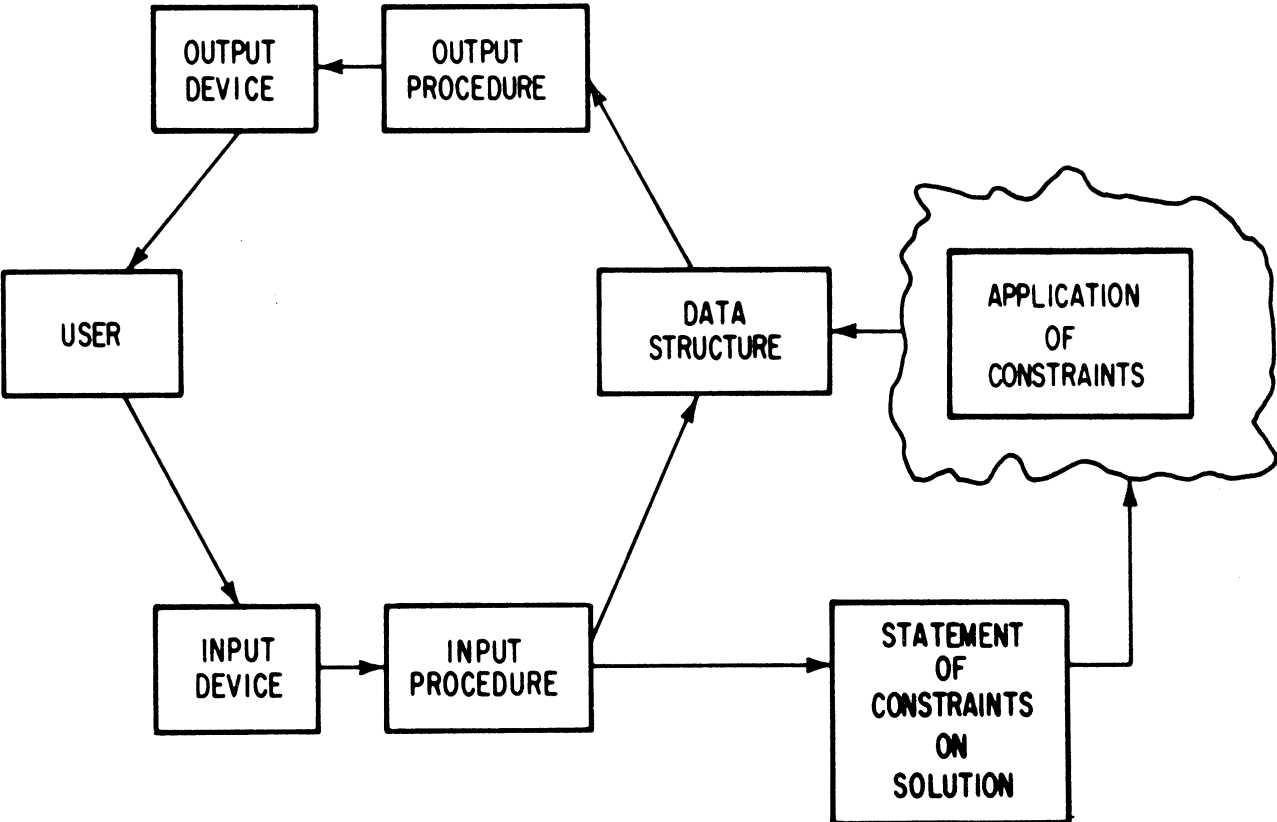 OUTPUT
DEVICE
OUTPUT
PROCEDURE
USER
DATA
STRUCTURE
APPLICATION
OF
CONSTRAINTS
INPUT
DEVICE
INPUT
PROCEDURE
STATEMENT
OF
CONSTRAINTS
ON
SOLUTION